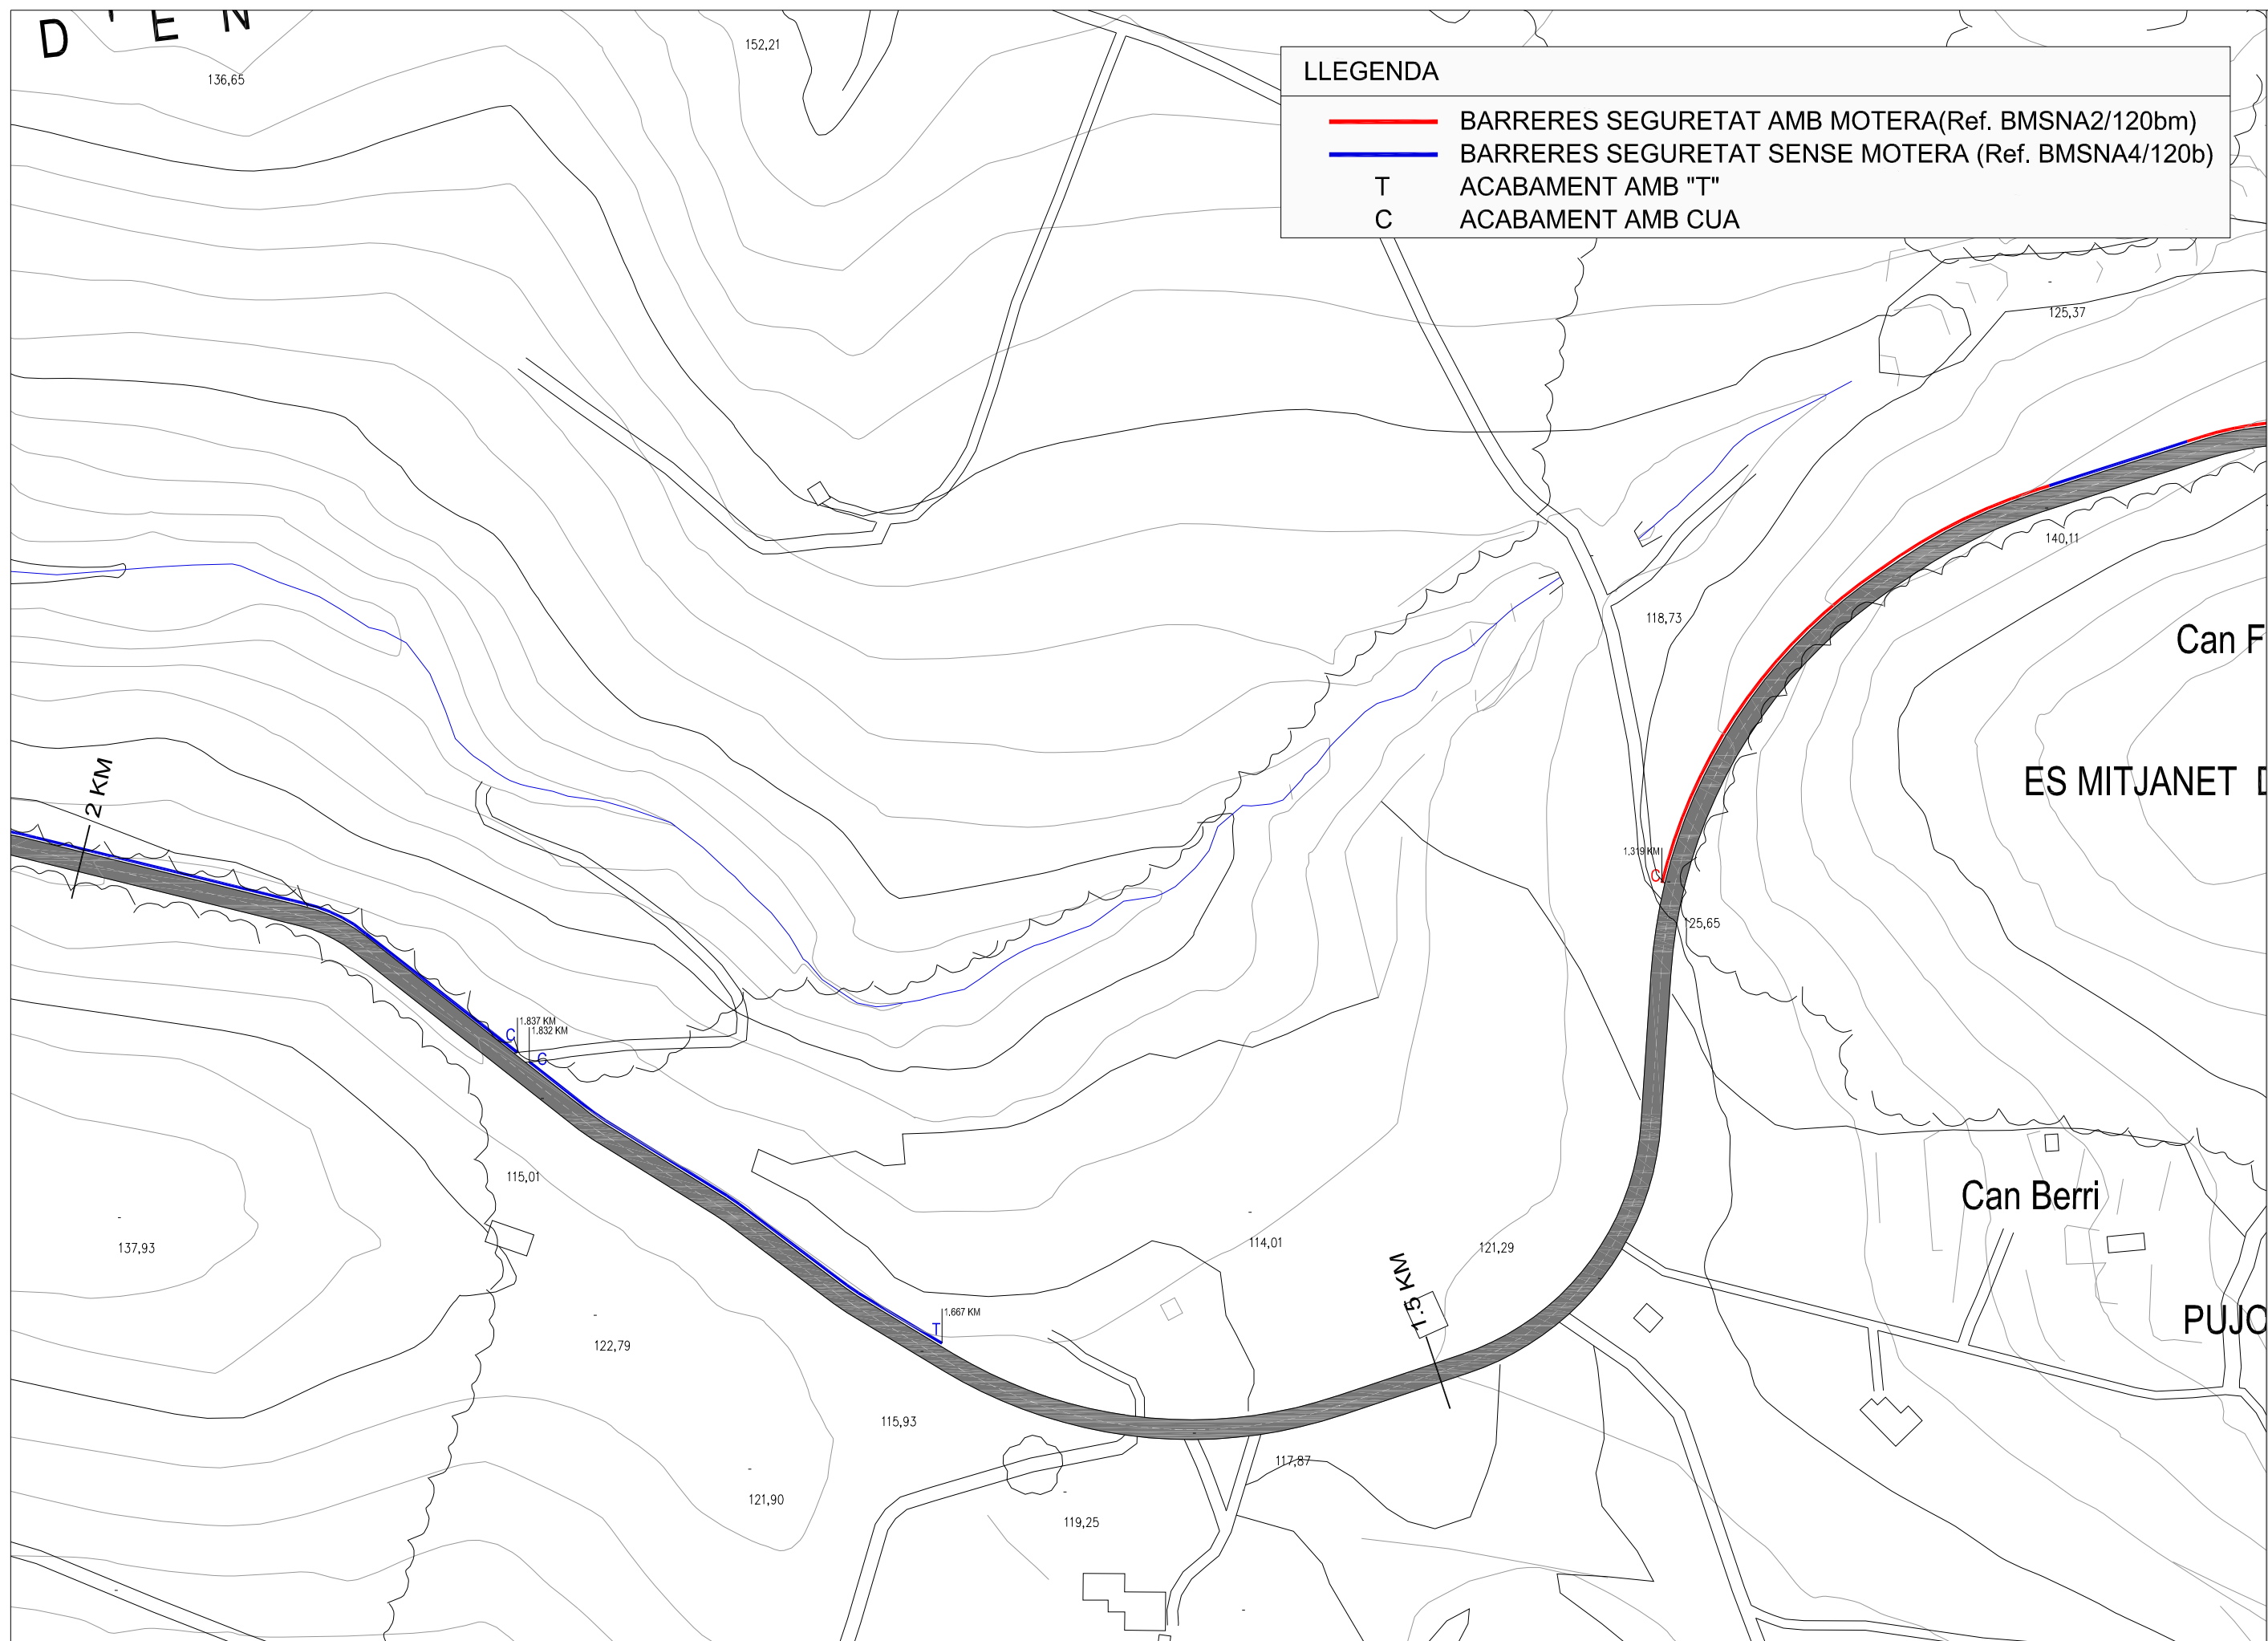 D ' E N
152,21
136,65
LLEGENDA
BARRERES SEGURETAT AMB MOTERA(Ref. BMSNA2/120bm)
BARRERES SEGURETAT SENSE MOTERA (Ref. BMSNA4/120b)
T ACABAMENT AMB "T"
C ACABAMENT AMB CUA
125,37
140,11
118,73
Can F
ES MITJANET
2 KM
1,319 KM
C
25,65
1.837 KM
C
1.832 KM
C
115,01
Can Berri
137,93
114,01
121,29
1.5 KM
1.667 KM
T
PUJO
122,79
115,93
117,87
121,90
119,25